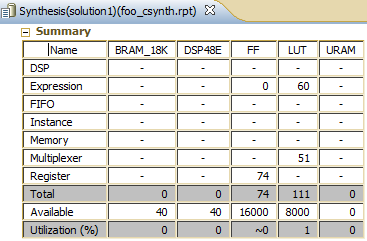 Synthesis(solution1)(foo_csynth.rpt)
Summary
Name BRAM_18K DSP48E FF LUT URAM
DSP - - - - -
Expression - - 0 60 -
FIFO - - - - -
Instance - - - - -
Memory - - - - -
Multiplexer - - - 51 -
Register - - 74 - -
Total 0 0 74 111 0
Available 40 40 16000 8000 0
Utilization (%) 0 0 ~0 1 0